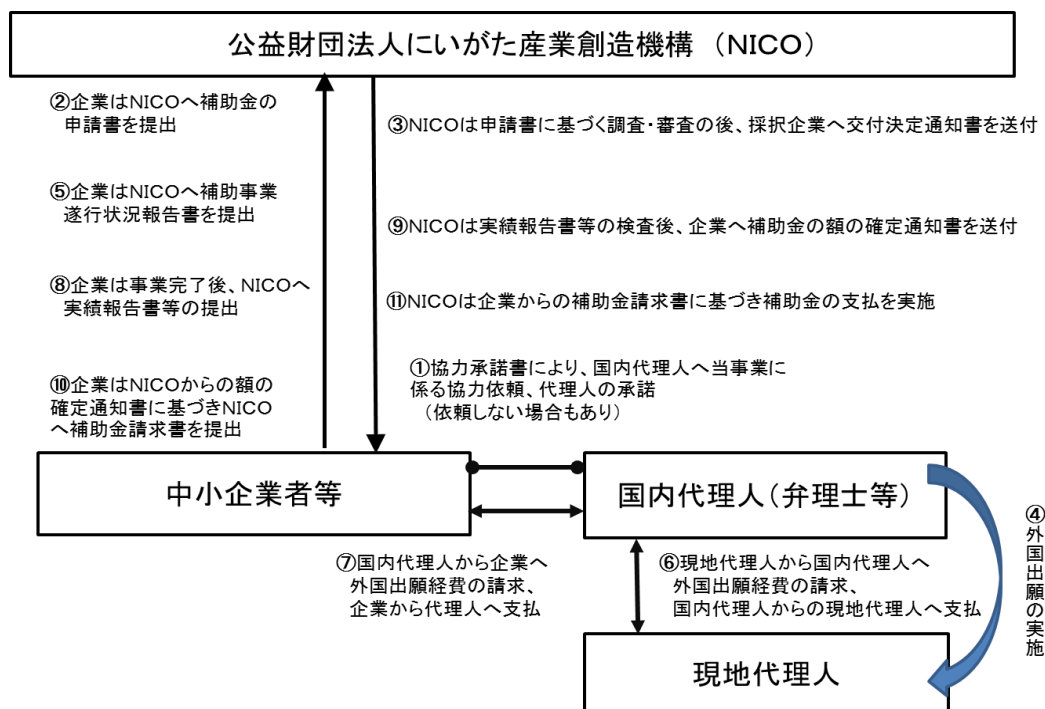 公益財団法人にいがた産業創造機構 （NICO）
②企業はNICOへ補助金の
申請書を提出
③NICOは申請書に基づく調査・審査の後、採択企業へ交付決定通知書を送付
⑤企業はNICOへ補助事業
遂行状況報告書を提出
⑨NICOは実績報告書等の検査後、企業へ補助金の額の確定通知書を送付
⑧企業は事業完了後、NICOへ
実績報告書等の提出
⑪NICOは企業からの補助金請求書に基づき補助金の支払を実施
①協力承諾書により、国内代理人へ当事業に
係る協力依頼、代理人の承諾
（依頼しない場合もあり）
⑩企業はNICOからの額の
確定通知書に基づきNICO
へ補助金請求書を提出
中小企業者等
国内代理人（弁理士等）
④外国出願の実施
⑦国内代理人から企業へ
外国出願経費の請求、
企業から代理人へ支払
⑥現地代理人から国内代理人へ
外国出願経費の請求、
国内代理人からの現地代理人へ支払
現地代理人